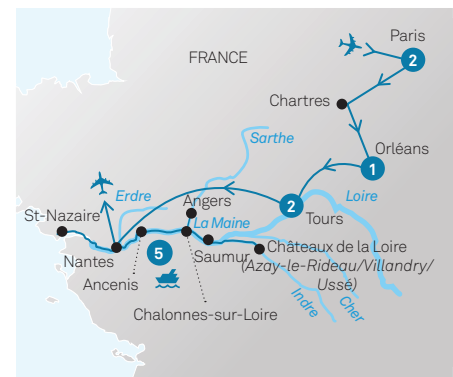 Paris
FRANCE
2
Chartres
Sarthe
Orléans
1
Erdre
Angers
Loire
St-Nazaire
2
La Maine
Tours
Nantes
5
Saumur
Châteaux de la Loire
(Azay-le-Rideau/Villandry/
Ussé)
Ancenis
Indre
Cher
Chalonnes-sur-Loire